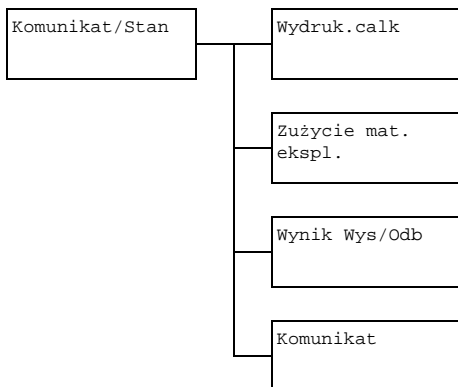 Komunikat/Stan
Wydruk.calk
Zużycie mat.
ekspl.
Wynik Wys/Odb
Komunikat